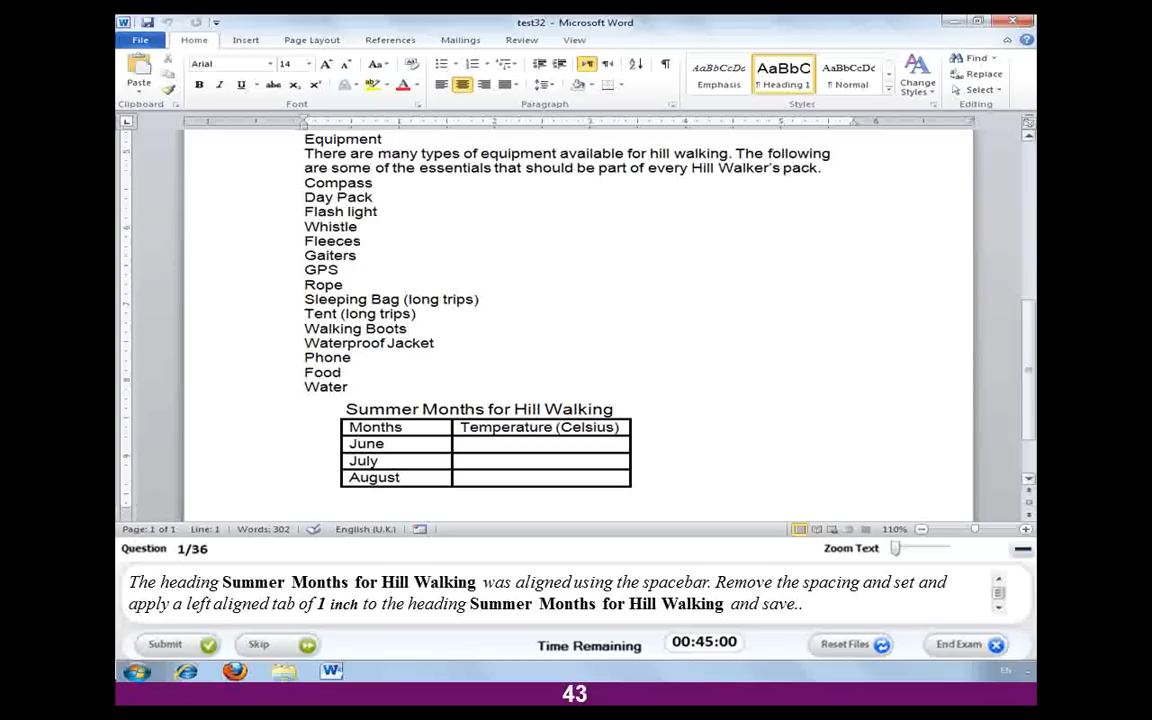 test32 - Microsoft Word
File Home Insert Page Layout References Mailings Review View
Arial 14 Find
AaBbCcDc AaBbC AaBbCcDc Replace
Paste Emphasis Heading 1 Normal Change Styles Select
Clipboard Font Paragraph Styles Editing
Equipment
There are many types of equipment available for hill walking. The following
are some of the essentials that should be part of every Hill Walker's pack.
Compass
Day Pack
Flash light
Whistle
Fleeces
Gaiters
GPS
Rope
Sleeping Bag (long trips)
Tent (long trips)
Walking Boots
Waterproof Jacket
Phone
Food
Water
Summer Months for Hill Walking
Months Temperature (Celsius)
June
July
August
Page: 1 of 1 Line: 1 Words: 302 English (U.K.) 110%
Question 1/36 Zoom Text
The heading Summer Months for Hill Walking was aligned using the spacebar. Remove the spacing and set and
apply a left aligned tab of 1 inch to the heading Summer Months for Hill Walking and save..
Submit Skip Time Remaining 00:45:00 Reset Files End Exam
EN
43